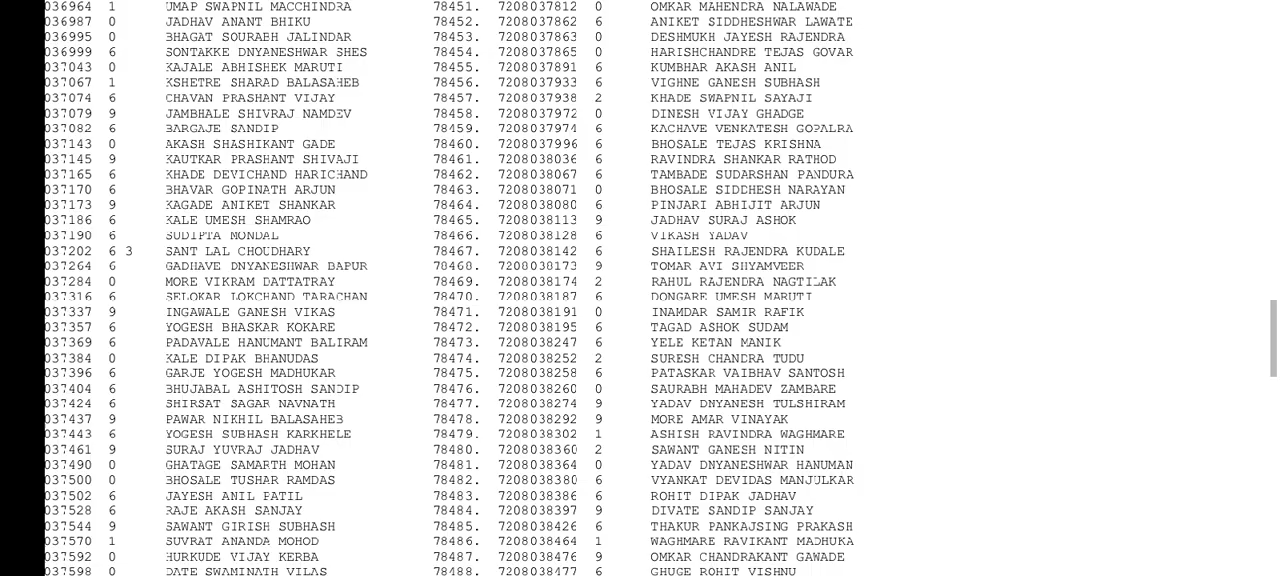 036964 1 UMAP SWAPNIL MACCHINDRA 78451. 7208037812 0 OMKAR MAHENDRA NALAWADE
036987 0 JADHAV ANANT BHIKU 78452. 7208037862 6 ANIKET SIDDHESHWAR LAWATE
036995 0 BHAGAT SOURABH JALINDAR 78453. 7208037863 0 DESHMUKH JAYESH RAJENDRA
036999 6 SONTAKKE DNYANESHWAR SHES 78454. 7208037865 0 HARISHCHANDRE TEJAS GOVAR
037043 0 KAJALE ABHISHEK MARUTI 78455. 7208037891 6 KUMBHAR AKASH ANIL
037067 1 KSHETRE SHARAD BALASAHEB 78456. 7208037933 6 VIGHNE GANESH SUBHASH
037074 6 CHAVAN PRASHANT VIJAY 78457. 7208037938 2 KHADE SWAPNIL SAYAJI
037079 9 JAMBHALE SHIVRAJ NAMDEV 78458. 7208037972 0 DINESH VIJAY GHADGE
037082 6 BARGAJE SANDIP 78459. 7208037974 6 KACHAVE VENKATESH GOPALRA
037143 0 AKASH SHASHIKANT GADE 78460. 7208037996 6 BHOSALE TEJAS KRISHNA
037145 9 KAUTKAR PRASHANT SHIVAJI 78461. 7208038036 6 RAVINDRA SHANKAR RATHOD
037165 6 KHADE DEVICHAND HARICHAND 78462. 7208038067 6 TAMBADE SUDARSHAN PANDURA
037170 6 BHAVAR GOPINATH ARJUN 78463. 7208038071 0 BHOSALE SIDDHESH NARAYAN
037173 9 KAGADE ANIKET SHANKAR 78464. 7208038080 6 PINJARI ABHIJIT ARJUN
037186 6 KALE UMESH SHAMRAO 78465. 7208038113 9 JADHAV SURAJ ASHOK
037190 6 SUDIPTA MONDAL 78466. 7208038128 6 VIKASH YADAV
037202 6 3 SANT LAL CHOUDHARY 78467. 7208038142 6 SHAILESH RAJENDRA KUDALE
037264 6 GADHAVE DNYANESHWAR BAPUR 78468. 7208038173 9 TOMAR AVI SHYAMVEER
037284 0 MORE VIKRAM DATTATRAY 78469. 7208038174 2 RAHUL RAJENDRA NAGTILAK
037316 6 SELOKAR LOKCHAND TARACHAN 78470. 7208038187 6 DONGARE UMESH MARUTI
037337 9 INGAWALE GANESH VIKAS 78471. 7208038191 0 INAMDAR SAMIR RAFIK
037357 6 YOGESH BHASKAR KOKARE 78472. 7208038195 6 TAGAD ASHOK SUDAM
037369 6 PADAVALE HANUMANT BALIRAM 78473. 7208038247 6 YELE KETAN MANIK
037384 0 KALE DIPAK BHANUDAS 78474. 7208038252 2 SURESH CHANDRA TUDU
037396 6 GARJE YOGESH MADHUKAR 78475. 7208038258 6 PATASKAR VAIBHAV SANTOSH
037404 6 BHUJABAL ASHITOSH SANDIP 78476. 7208038260 0 SAURABH MAHADEV ZAMBARE
037424 6 SHIRSAT SAGAR NAVNATH 78477. 7208038274 9 YADAV DNYANESH TULSHIRAM
037437 9 PAWAR NIKHIL BALASAHEB 78478. 7208038292 9 MORE AMAR VINAYAK
037443 6 YOGESH SUBHASH KARKHELE 78479. 7208038302 1 ASHISH RAVINDRA WAGHMARE
037461 9 SURAJ YUVRAJ JADHAV 78480. 7208038360 2 SAWANT GANESH NITIN
037490 0 GHATAGE SAMARTH MOHAN 78481. 7208038364 0 YADAV DNYANESHWAR HANUMAN
037500 0 BHOSALE TUSHAR RAMDAS 78482. 7208038380 6 VYANKAT DEVIDAS MANJULKAR
037502 6 JAYESH ANIL PATIL 78483. 7208038386 6 ROHIT DIPAK JADHAV
037528 6 RAJE AKASH SANJAY 78484. 7208038397 9 DIVATE SANDIP SANJAY
037544 9 SAWANT GIRISH SUBHASH 78485. 7208038426 6 THAKUR PANKAJSING PRAKASH
037570 1 SUVRAT ANANDA MOHOD 78486. 7208038464 1 WAGHMARE RAVIKANT MADHUKA
037592 0 HURKUDE VIJAY KERBA 78487. 7208038476 9 OMKAR CHANDRAKANT GAWADE
037598 0 DATE SWAMINATH VILAS 78488. 7208038477 6 GHUGE ROHIT VISHNU